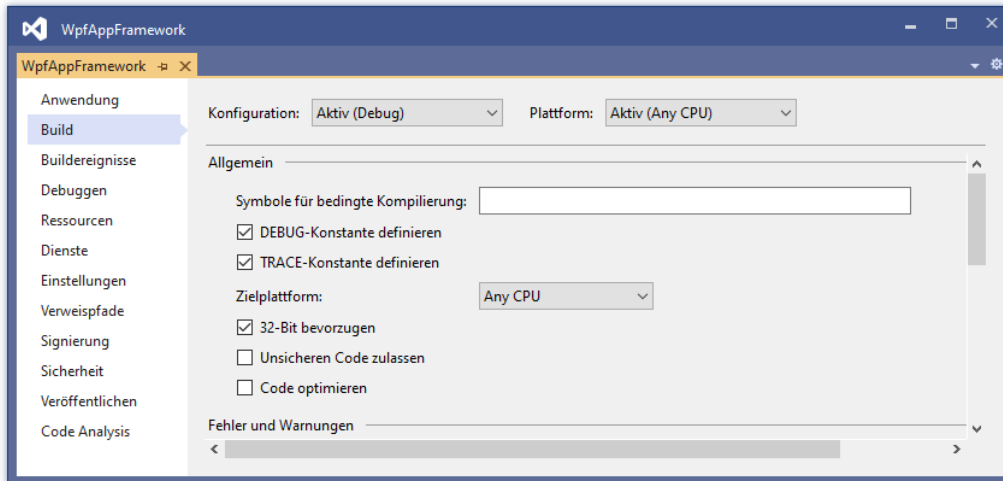 WpfAppFramework
WpfAppFramework
Anwendung
Build
Buildereignisse
Debuggen
Ressourcen
Dienste
Einstellungen
Verweispfade
Signierung
Sicherheit
Veröffentlichen
Code Analysis
Konfiguration: Aktiv (Debug) Plattform: Aktiv (Any CPU)
Allgemein
Symbole für bedingte Kompilierung:
DEBUG-Konstante definieren
TRACE-Konstante definieren
Zielplattform: Any CPU
32-Bit bevorzugen
Unsicheren Code zulassen
Code optimieren
Fehler und Warnungen